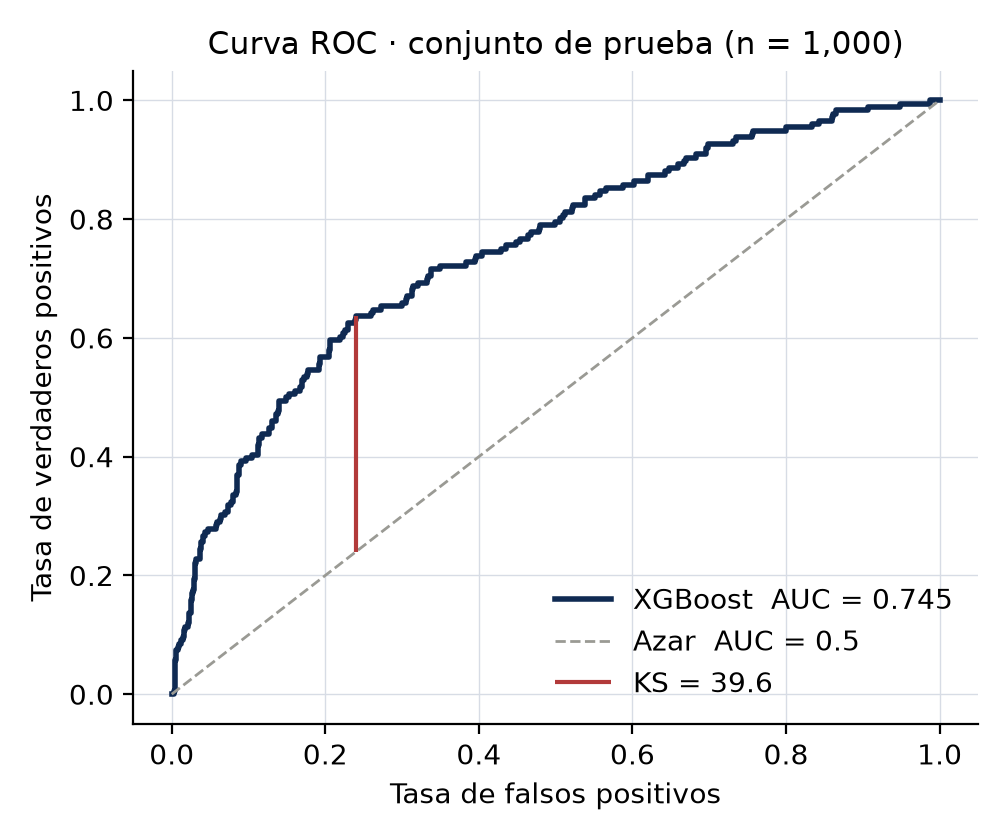 Curva ROC · conjunto de prueba (n = 1,000)
Tasa de verdaderos positivos
1.0
0.8
0.6
0.4
0.2
0.0
XGBoost AUC = 0.745
Azar AUC = 0.5
KS = 39.6
0.0 0.2 0.4 0.6 0.8 1.0
Tasa de falsos positivos